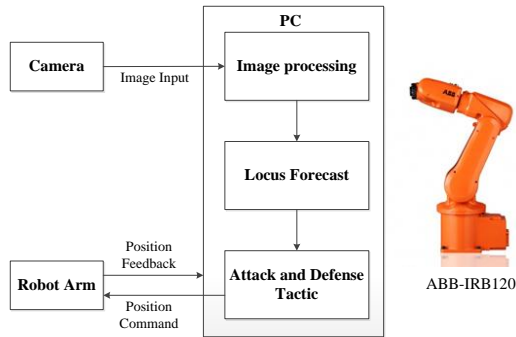 PC
Camera
Image Input
Image processing
Locus Forecast
Position
Feedback
Robot Arm
Attack and Defense
Tactic
Position
Command
ABB
ABB-IRB120